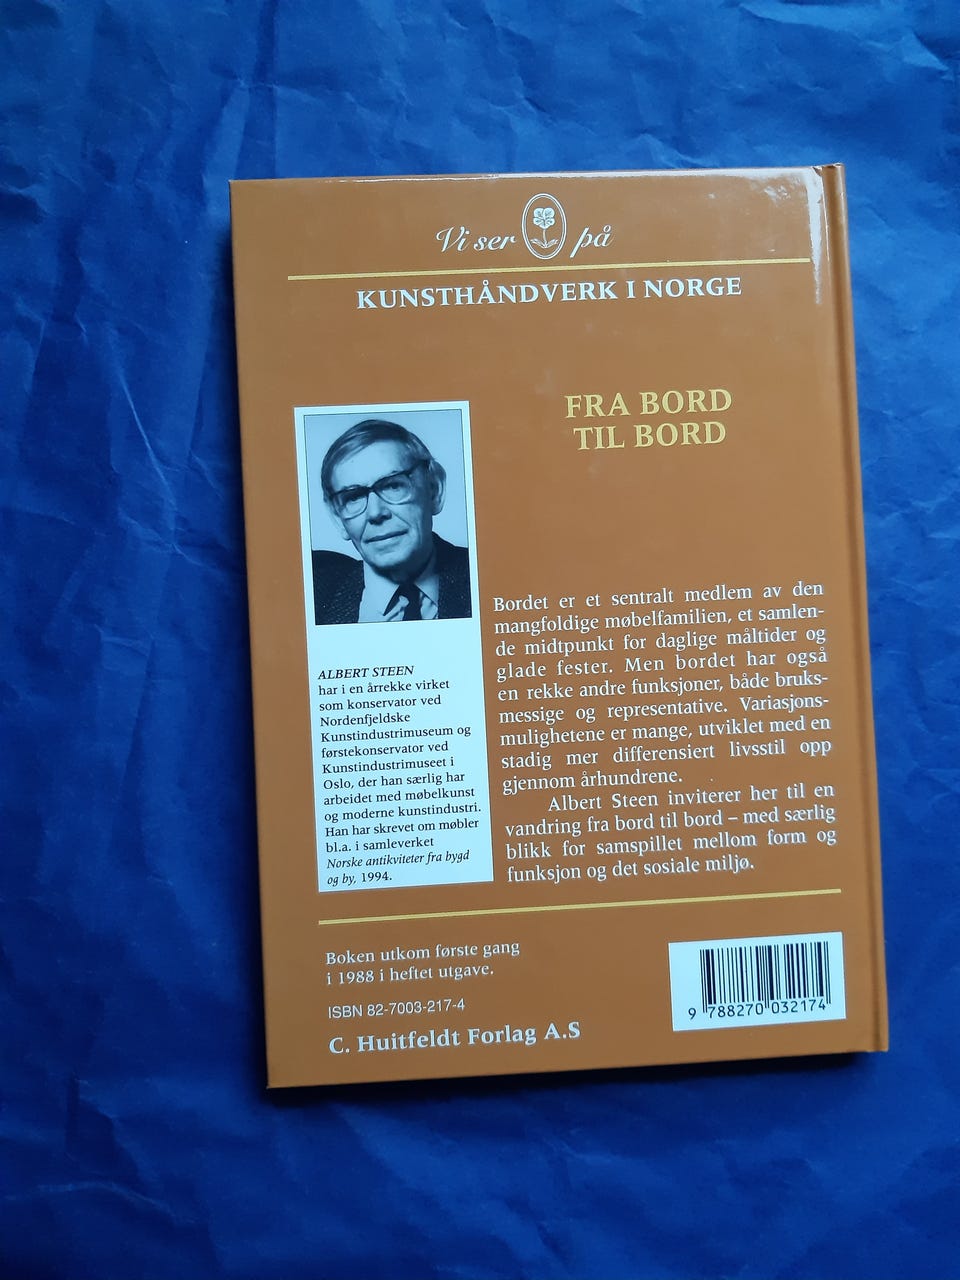 Vi ser på
KUNSTHÅNDVERK I NORGE
FRA BORD
TIL BORD
ALBERT STEEN
har i en årrekke virket
som konservator ved
Nordenfjeldske
Kunstindustrimuseum og
førstekonservator ved
Kunstindustrimuseet i
Oslo, der han særlig har
arbeidet med møbelkunst
og moderne kunstindustri.
Han har skrevet om møbler
bl.a. i samleverket
Norske antikviteter fra bygd
og by, 1994.
Bordet er et sentralt medlem av den
mangfoldige møbelfamilien, et samlen-
de midtpunkt for daglige måltider og
glade fester. Men bordet har også
en rekke andre funksjoner, både bruks-
messige og representative. Variasjons-
mulighetene er mange, utviklet med en
stadig mer differensiert livsstil opp
gjennom århundrene.
Albert Steen inviterer her til en
vandring fra bord til bord – med særlig
blikk for samspillet mellom form og
funksjon og det sosiale miljø.
Boken utkom første gang
i 1988 i heftet utgave.
ISBN 82-7003-217-4
C. Huitfeldt Forlag A.S
9 788270 032174